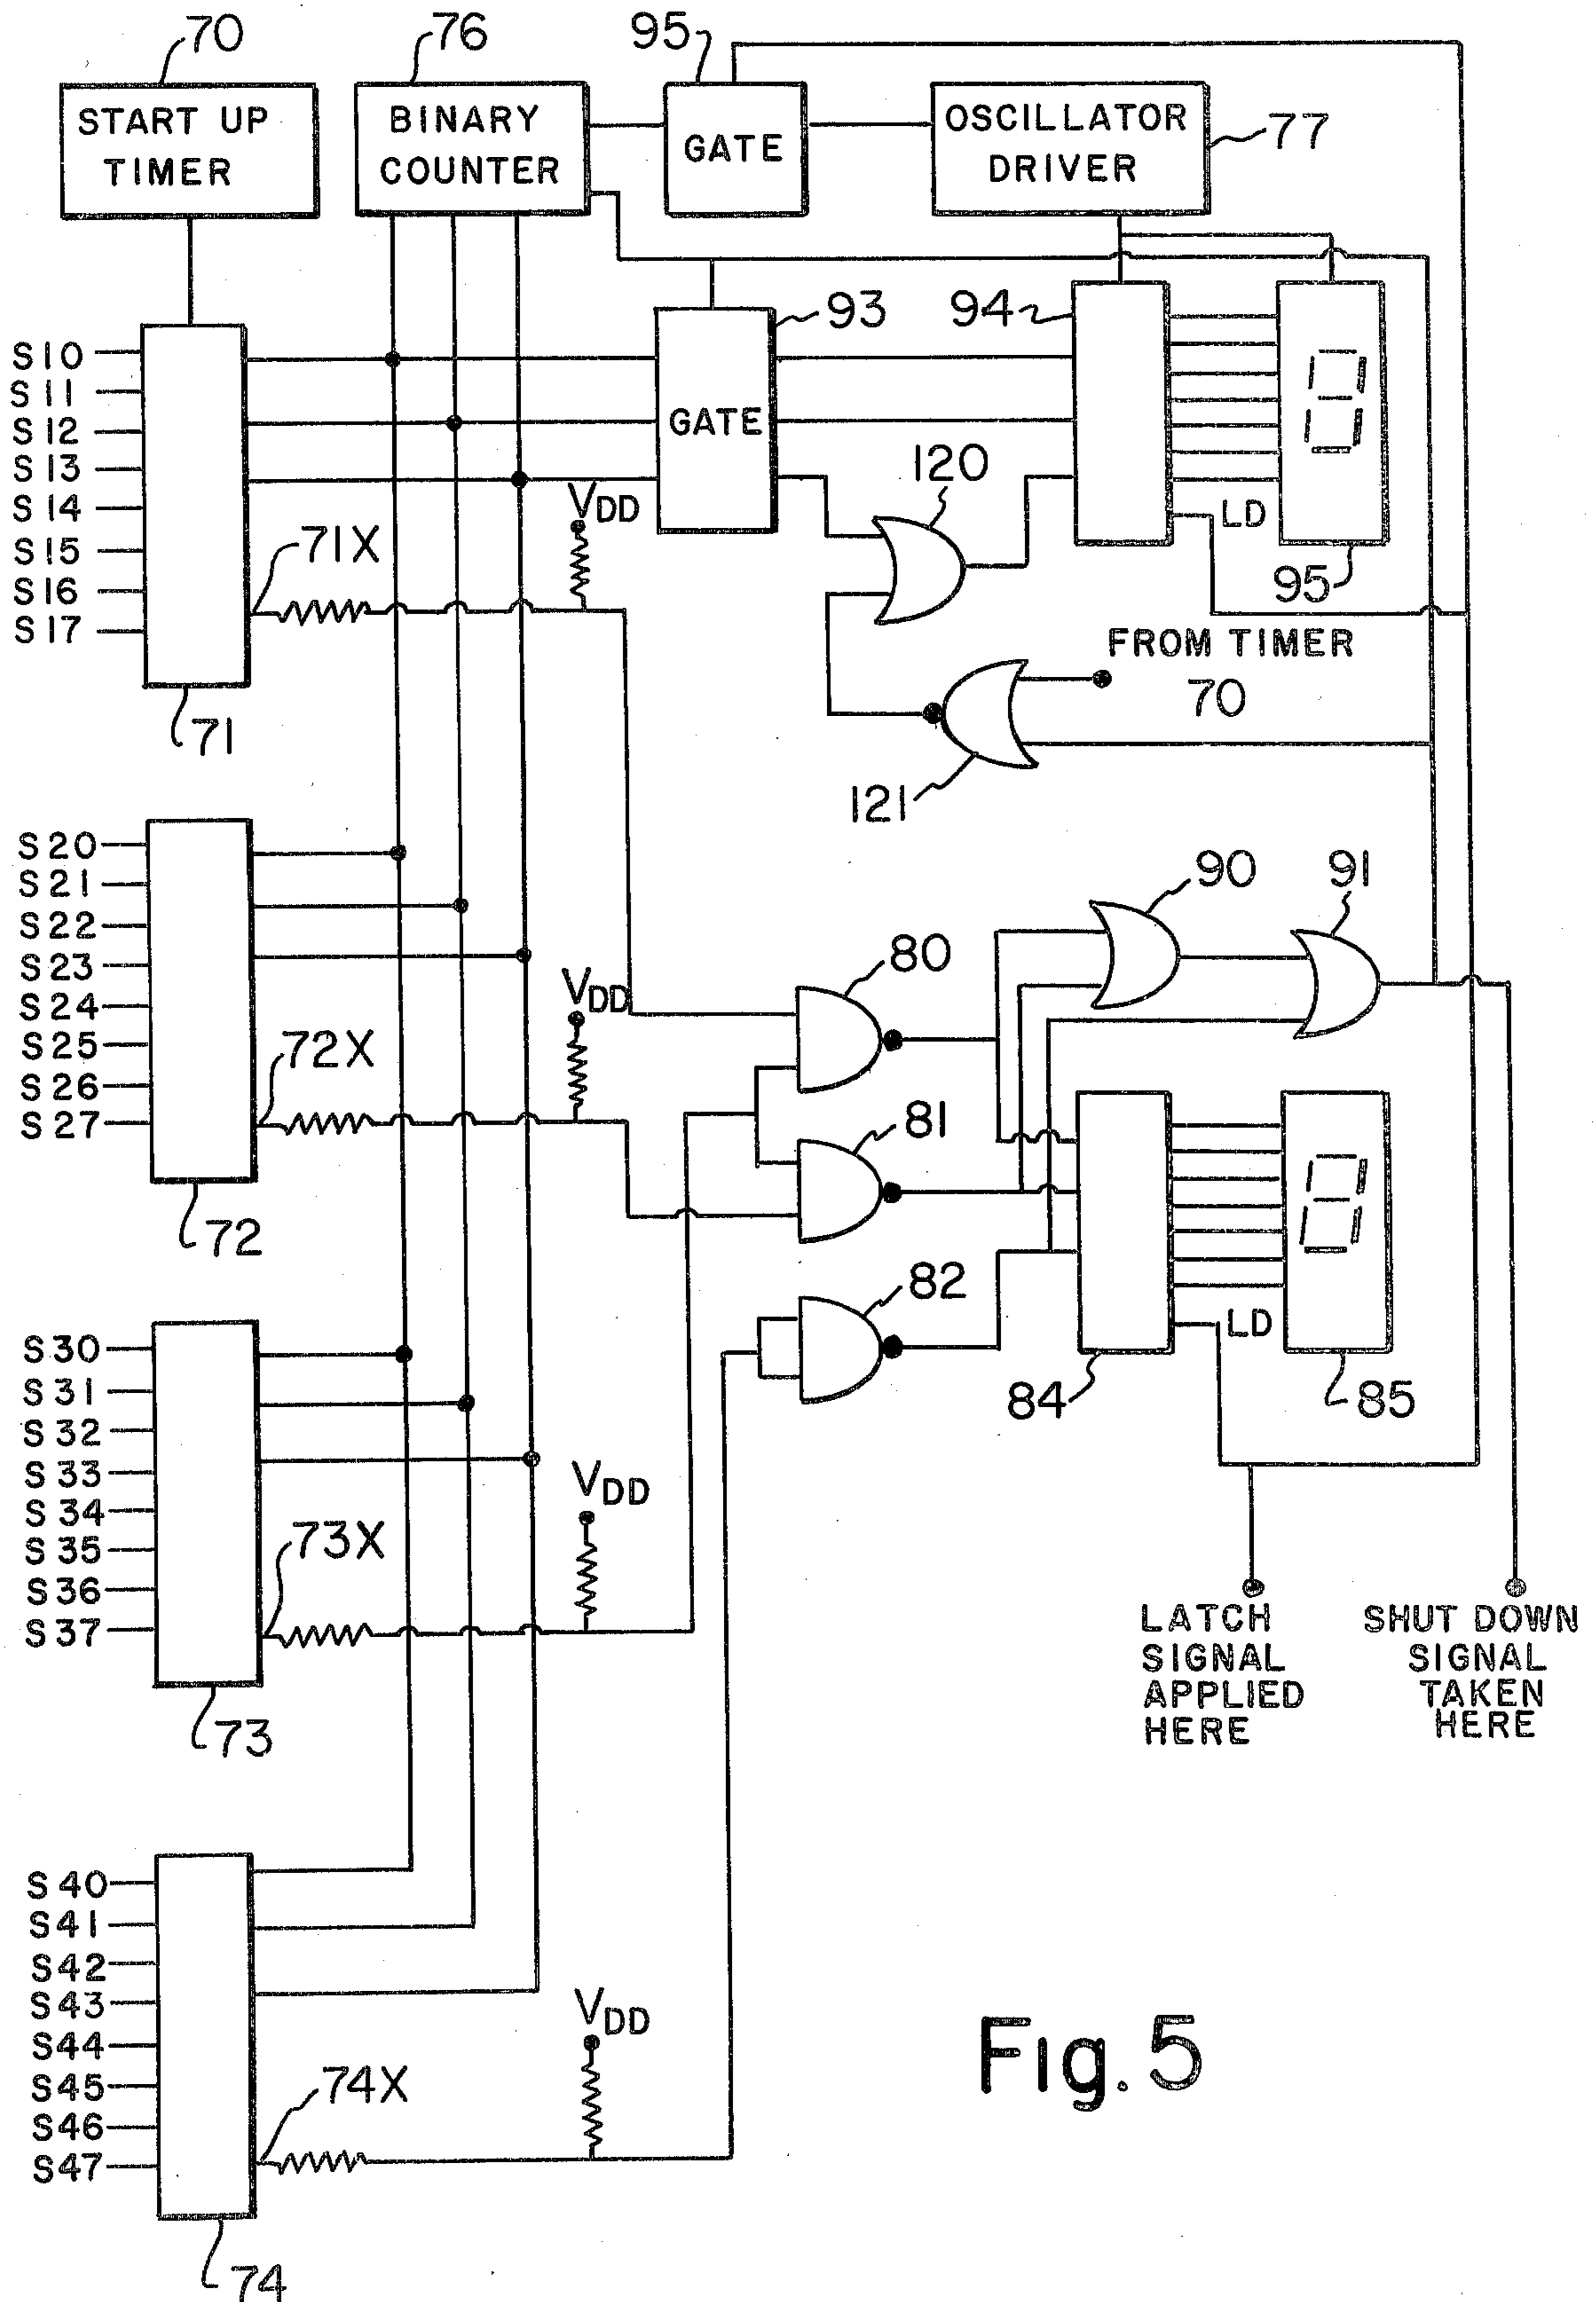 70
76
95
START UP
TIMER
BINARY
COUNTER
GATE
OSCILLATOR
DRIVER
77
93
94
S10
S11
S12
S13
S14
S15
S16
S17
GATE
120
VDD
71X
LD
95
FROM TIMER
70
71
121
S20
S21
S22
S23
S24
S25
S26
S27
90
91
80
VDD
72X
81
72
82
LD
84
85
S30
S31
S32
S33
S34
S35
S36
S37
VDD
73X
LATCH
SIGNAL
APPLIED
HERE
SHUT DOWN
SIGNAL
TAKEN
HERE
73
S40
S41
S42
S43
S44
S45
S46
S47
VDD
74X
Fig. 5
74